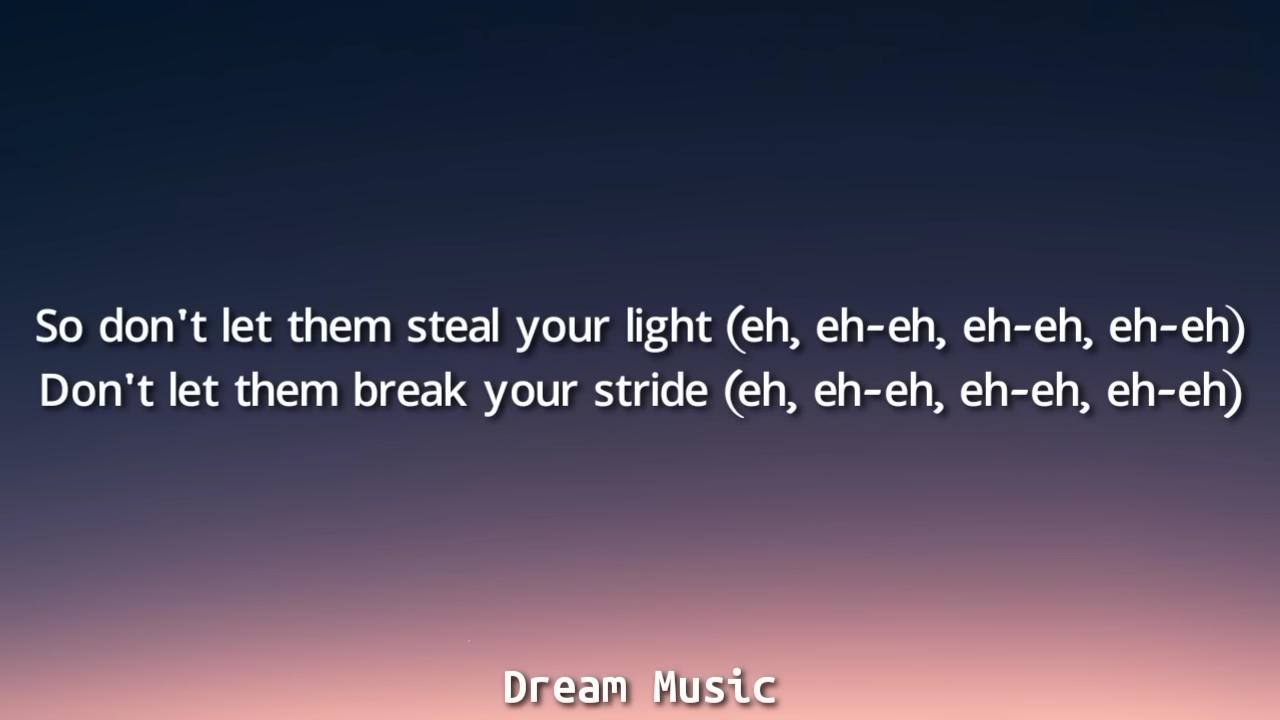 So don't let them steal your light (eh, eh-eh, eh-eh, eh-eh)
Don't let them break your stride (eh, eh-eh, eh-eh, eh-eh)
Dream Music